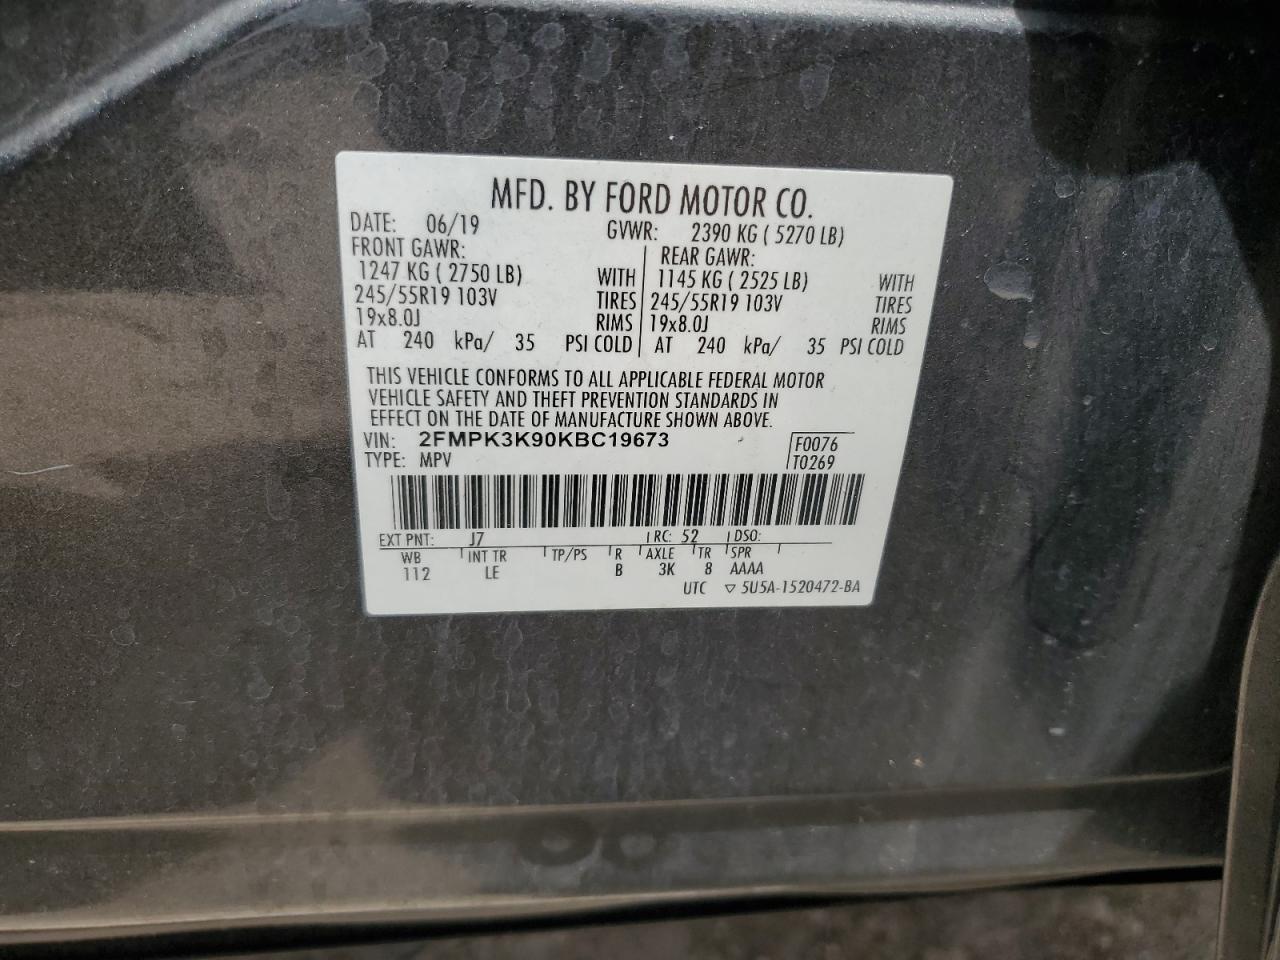 MFD. BY FORD MOTOR CO.
DATE: 06/19 GVWR: 2390 KG ( 5270 LB)
FRONT GAWR: REAR GAWR:
1247 KG ( 2750 LB) WITH 1145 KG ( 2525 LB) WITH
245/55R19 103V TIRES 245/55R19 103V TIRES
19x8.0J RIMS 19x8.0J RIMS
AT 240 kPa/ 35 PSI COLD AT 240 kPa/ 35 PSI COLD
THIS VEHICLE CONFORMS TO ALL APPLICABLE FEDERAL MOTOR
VEHICLE SAFETY AND THEFT PREVENTION STANDARDS IN
EFFECT ON THE DATE OF MANUFACTURE SHOWN ABOVE.
VIN: 2FMPK3K90KBC19673 F0076
TYPE: MPV T0269
EXT PNT: J7 RC: 52 DSO:
WB INT TR TP/PS R AXLE TR SPR
112 LE B 3K 8 AAAA
UTC ▽ 5U5A-1520472-BA